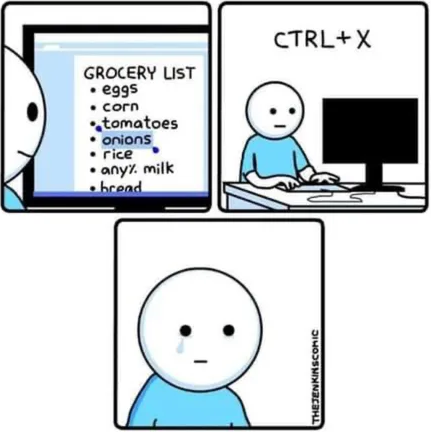 GROCERY LIST
• eggs
• corn
• tomatoes
• onions
• rice
• any% milk
• bread
CTRL+X
THEJENKINSCOMIC